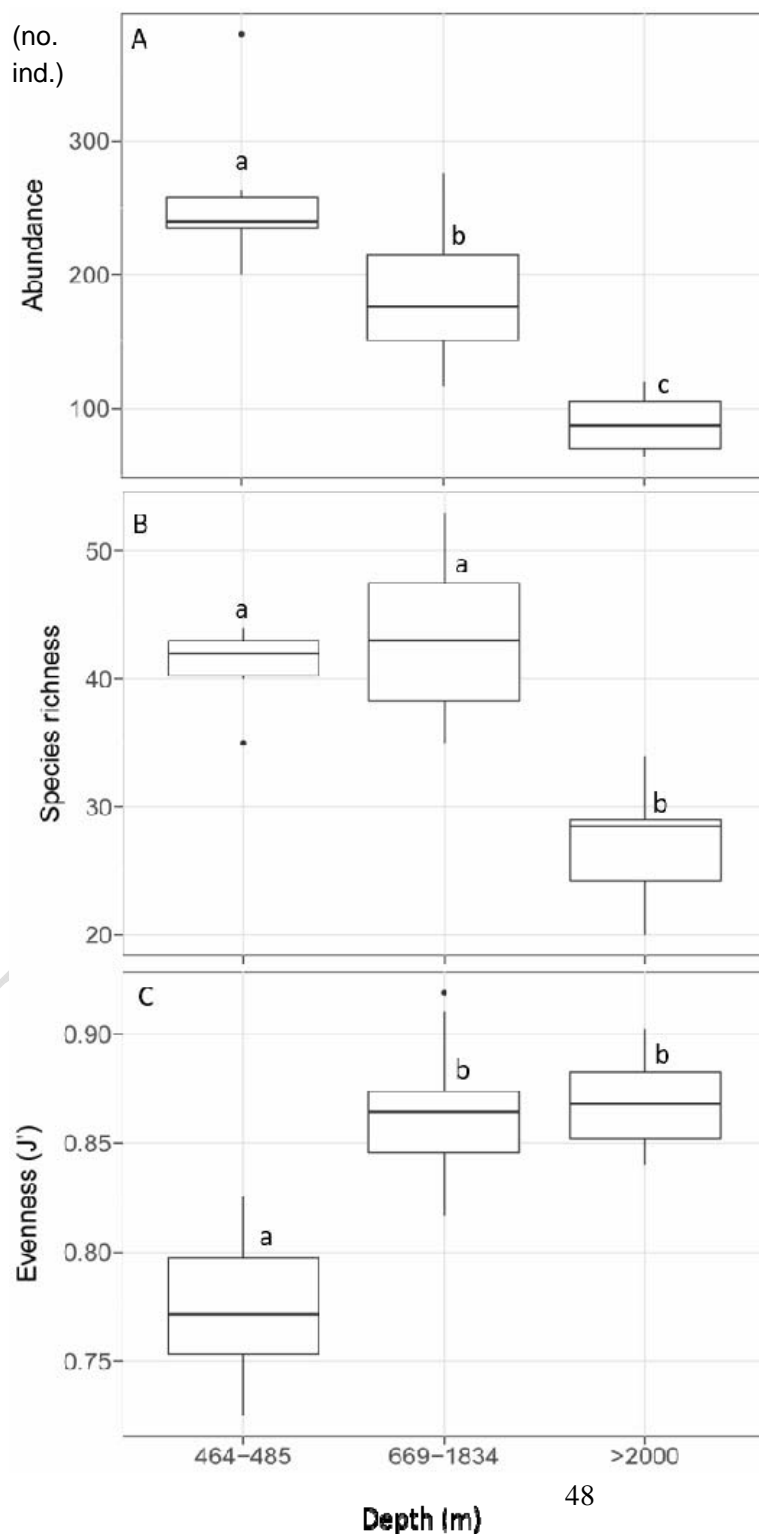 (no.
ind.)
A
300
200
100
Abundance
a
b
c
B
50
40
30
20
Species richness
a
a
b
C
0.90
0.85
0.80
0.75
Evenness (J')
a
b
b
464-485 669-1834 >2000
48
Depth (m)